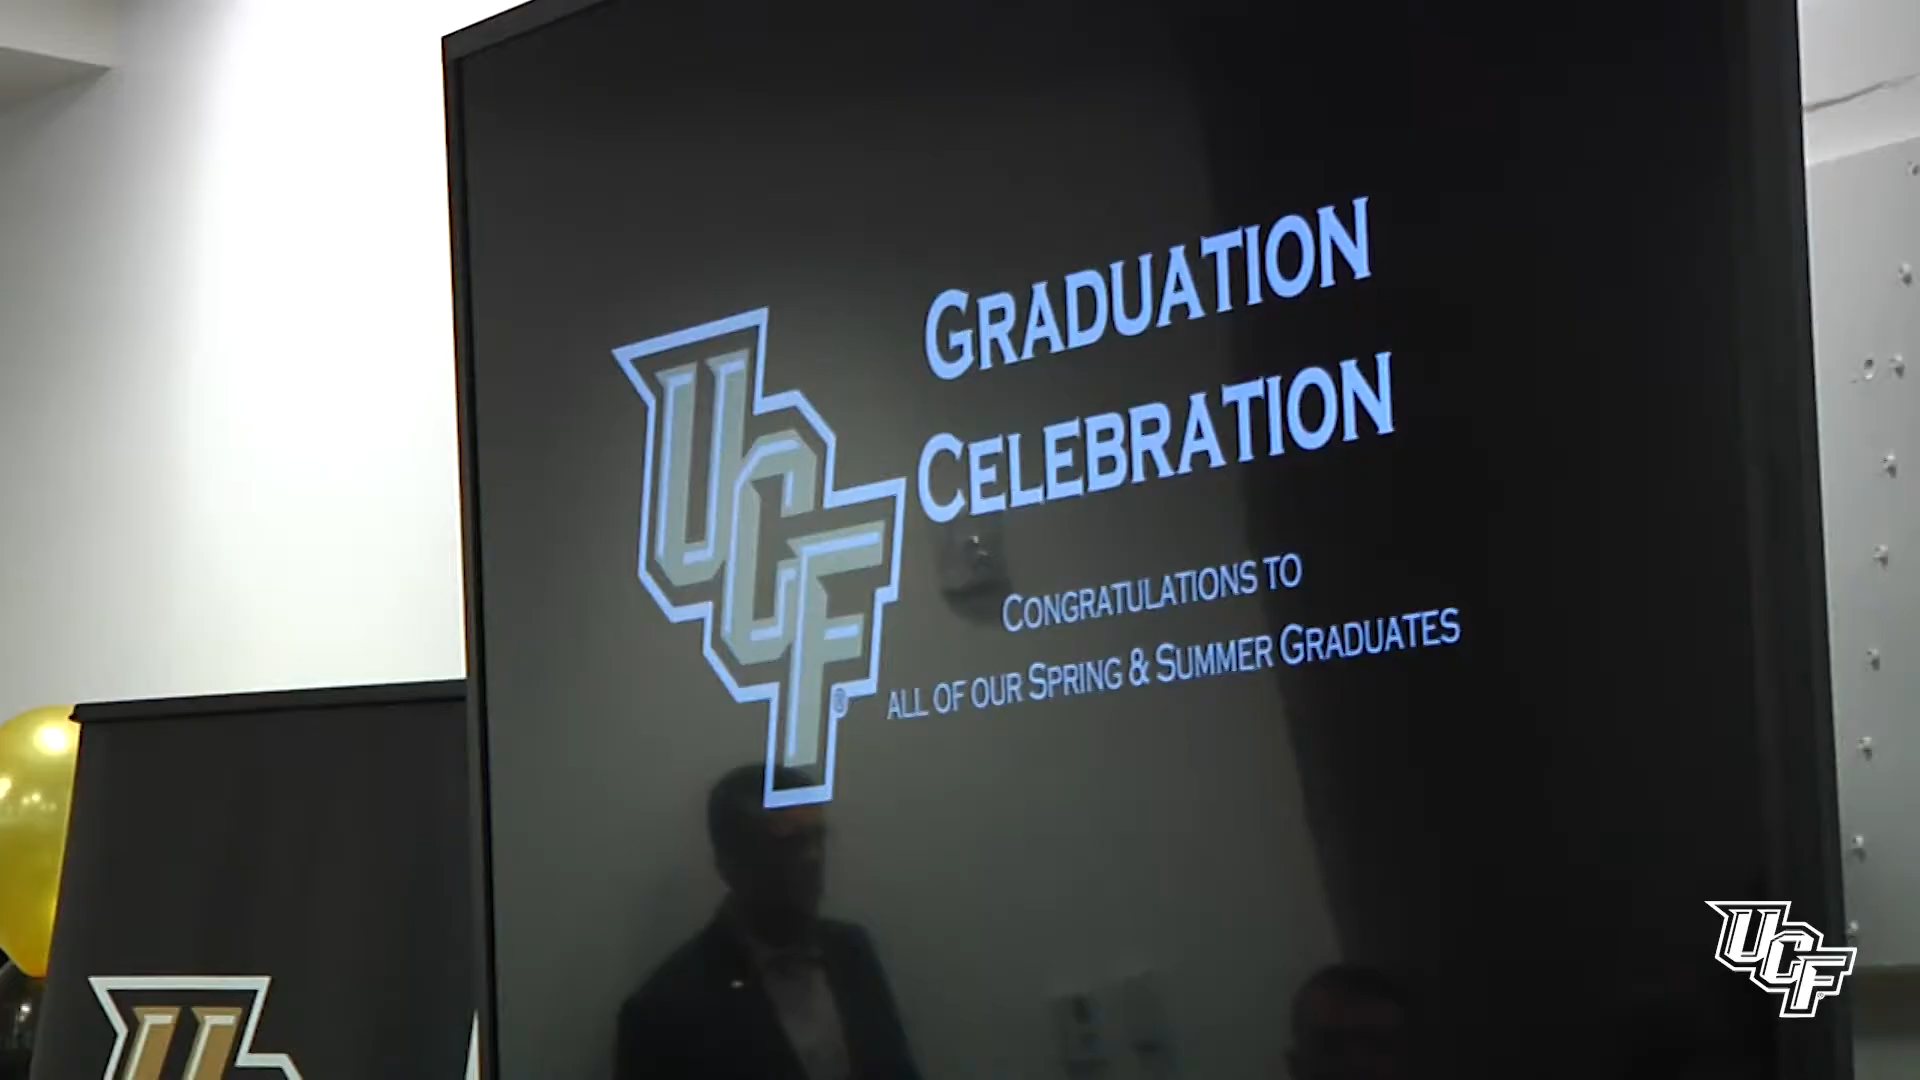 GRADUATION
CELEBRATION
UCF
CONGRATULATIONS TO
ALL OF OUR SPRING & SUMMER GRADUATES
U
UCF